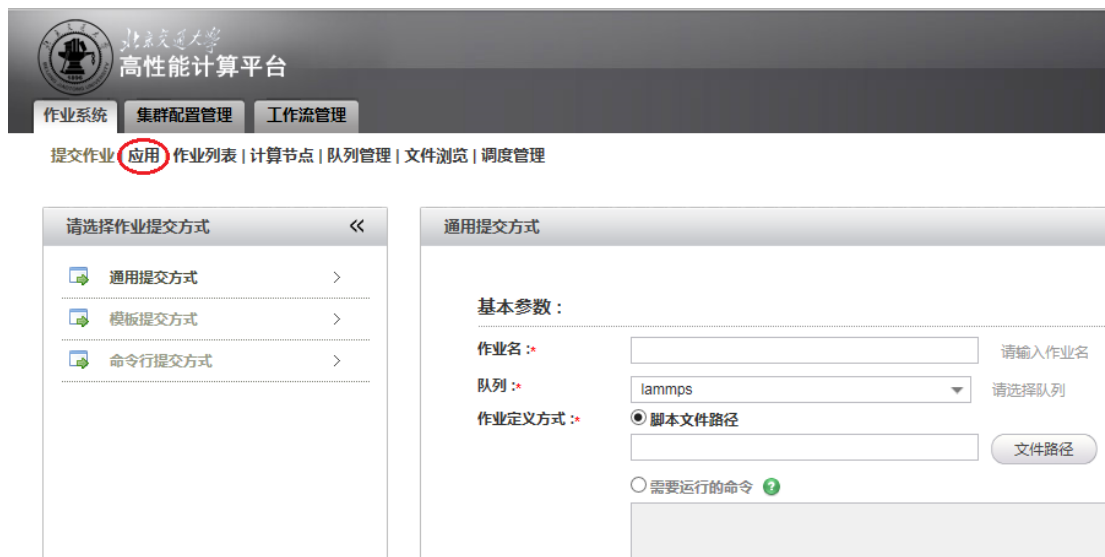 北京交通大学
高性能计算平台
作业系统 集群配置管理 工作流管理
提交作业 应用 作业列表 | 计算节点 | 队列管理 | 文件浏览 | 调度管理
请选择作业提交方式
通用提交方式
模板提交方式
命令行提交方式
通用提交方式
基本参数 :
作业名 :* 请输入作业名
队列 :* lammps 请选择队列
作业定义方式 :* 脚本文件路径
文件路径
需要运行的命令 ?